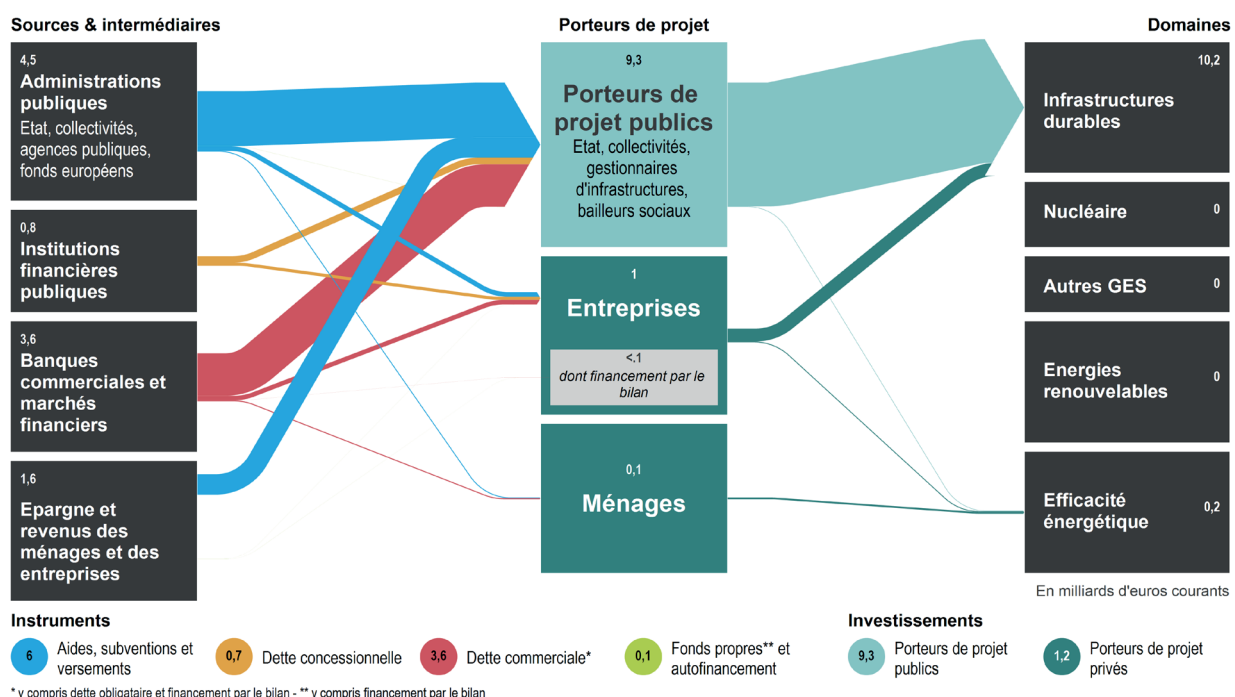 Sources & intermédiaires
Porteurs de projet
Domaines
4,5
Administrations
publiques
Etat, collectivités,
agences publiques,
fonds européens
0,8
Institutions
financières
publiques
3,6
Banques
commerciales et
marchés
financiers
1,6
Epargne et
revenus des
ménages et des
entreprises
9,3
Porteurs de
projet publics
Etat, collectivités,
gestionnaires
d'infrastructures,
bailleurs sociaux
1
Entreprises
<.1
dont financement par le
bilan
0,1
Ménages
10,2
Infrastructures
durables
Nucléaire 0
Autres GES 0
Energies
renouvelables
0
Efficacité
énergétique
0,2
En milliards d'euros courants
Instruments
6 Aides, subventions et
versements
0,7 Dette concessionnelle
3,6 Dette commerciale*
0,1 Fonds propres** et
autofinancement
Investissements
9,3 Porteurs de projet
publics
1,2 Porteurs de projet
privés
* y compris dette obligataire et financement par le bilan - ** y compris financement par le bilan